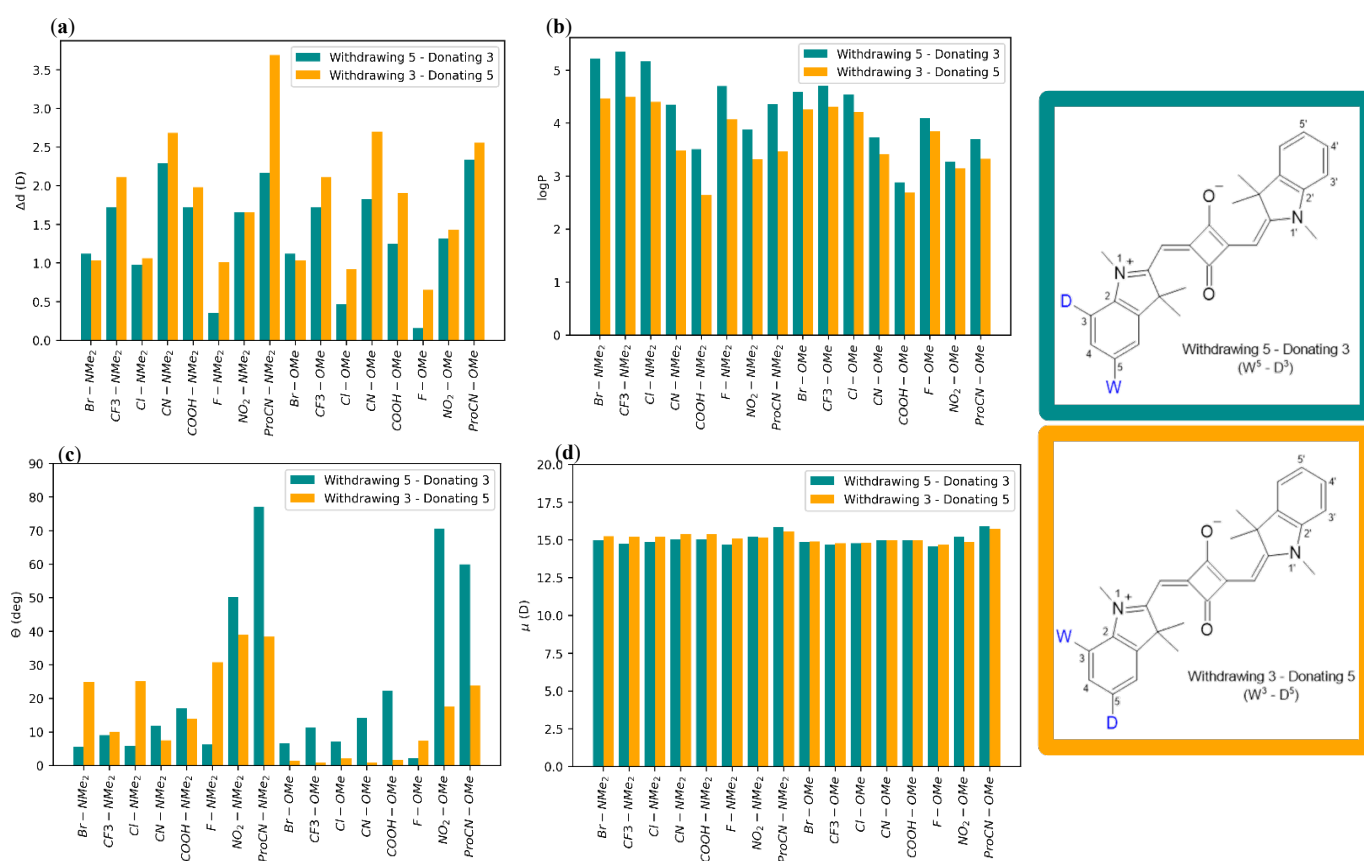 (a)
Δd (D)
3.5
3.0
2.5
2.0
1.5
1.0
0.5
0.0
Withdrawing 5 - Donating 3
Withdrawing 3 - Donating 5
Br − NMe₂
CF3 − NMe₂
Cl − NMe₂
CN − NMe₂
COOH − NMe₂
F − NMe₂
NO₂ − NMe₂
ProCN − NMe₂
Br − OMe
CF3 − OMe
Cl − OMe
CN − OMe
COOH − OMe
F − OMe
NO₂ − OMe
ProCN − OMe
(b)
logP
5
4
3
2
1
0
Withdrawing 5 - Donating 3
Withdrawing 3 - Donating 5
Br − NMe₂
CF3 − NMe₂
Cl − NMe₂
CN − NMe₂
COOH − NMe₂
F − NMe₂
NO₂ − NMe₂
ProCN − NMe₂
Br − OMe
CF3 − OMe
Cl − OMe
CN − OMe
COOH − OMe
F − OMe
NO₂ − OMe
ProCN − OMe
5'
4'
3'
2'
O⁻
N
1'
1
N⁺
O
2
D
3
4
5
W
Withdrawing 5 - Donating 3
(W⁵ - D³)
(c)
Θ (deg)
90
80
70
60
50
40
30
20
10
0
Withdrawing 5 - Donating 3
Withdrawing 3 - Donating 5
Br − NMe₂
CF3 − NMe₂
Cl − NMe₂
CN − NMe₂
COOH − NMe₂
F − NMe₂
NO₂ − NMe₂
ProCN − NMe₂
Br − OMe
CF3 − OMe
Cl − OMe
CN − OMe
COOH − OMe
F − OMe
NO₂ − OMe
ProCN − OMe
(d)
μ (D)
20.0
17.5
15.0
12.5
10.0
7.5
5.0
2.5
0.0
Withdrawing 5 - Donating 3
Withdrawing 3 - Donating 5
Br − NMe₂
CF3 − NMe₂
Cl − NMe₂
CN − NMe₂
COOH − NMe₂
F − NMe₂
NO₂ − NMe₂
ProCN − NMe₂
Br − OMe
CF3 − OMe
Cl − OMe
CN − OMe
COOH − OMe
F − OMe
NO₂ − OMe
ProCN − OMe
5'
4'
3'
2'
O⁻
N
1'
1
N⁺
O
2
W
3
4
5
D
Withdrawing 3 - Donating 5
(W³ - D⁵)